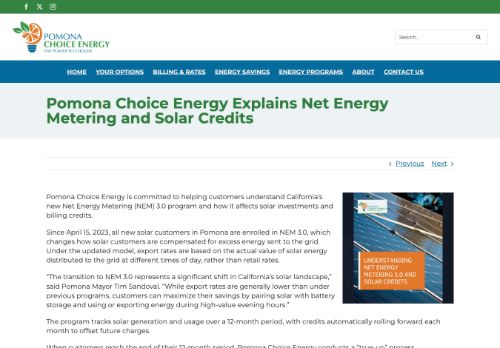 POMONA
CHOICE ENERGY
THE POWER TO CHOOSE
Search...
HOME YOUR OPTIONS BILLING & RATES ENERGY SAVINGS ENERGY PROGRAMS ABOUT CONTACT US
Pomona Choice Energy Explains Net Energy
Metering and Solar Credits
Previous Next
Pomona Choice Energy is committed to helping customers understand California's
new Net Energy Metering (NEM) 3.0 program and how it affects solar investments and
billing credits.
Since April 15, 2023, all new solar customers in Pomona are enrolled in NEM 3.0, which
changes how solar customers are compensated for excess energy sent to the grid.
Under the updated model, export rates are based on the actual value of solar energy
distributed to the grid at different times of day, rather than retail rates.
"The transition to NEM 3.0 represents a significant shift in California's solar landscape,"
said Pomona Mayor Tim Sandoval. "While export rates are generally lower than under
previous programs, customers can maximize their savings by pairing solar with battery
storage and using or exporting energy during high-value evening hours."
The program tracks solar generation and usage over a 12-month period, with credits
automatically rolling forward each
month to offset future charges.
When customers reach the end of their 12-month period, Pomona Choice Energy conducts a "true-up" process
UNDERSTANDING
NET ENERGY
METERING 3.0 AND
SOLAR CREDITS